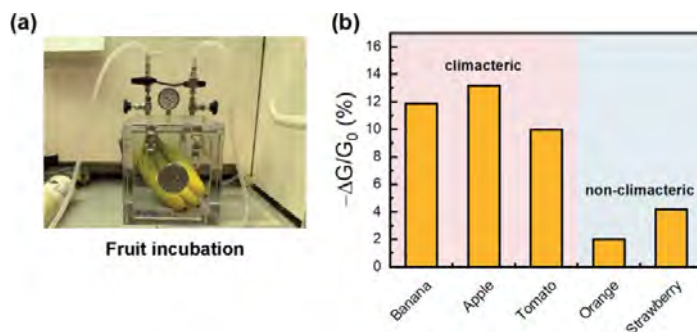 (a)
Fruit incubation
(b)
−ΔG/G₀ (%)
16
14
12
10
8
6
4
2
0
climacteric
non-climacteric
Banana
Apple
Tomato
Orange
Strawberry